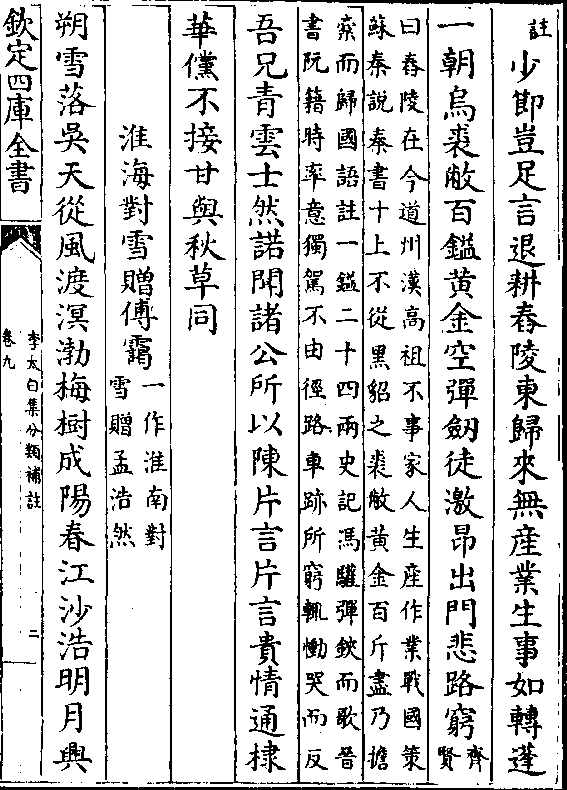 註少節豈足言退耕舂陵東歸來無産業生事如轉蓬
一朝烏裘敝百鎰黄金空彈劒徒激昂出門悲路窮齊賢
曰舂陵在今道州漢高祖不事家人生産作業戰國策
蘇秦說秦書十上不從黑貂之裘敝黄金百斤盡乃擔
橐而歸國語註一鎰二十四兩史記馮驩彈鋏而歌晉
書阮籍時率意獨駕不由徑路車跡所窮輒慟哭而反
吾兄青雲士然諾聞諸公所以陳片言片言貴情通棣
華儻不接甘與秋草同
淮海對雪贈傅靄一作淮南對
雪贈孟浩然
朔雪落吳天從風渡溟渤梅樹成陽春江沙浩明月興
欽定四庫全書
李太白集分類補註
卷九
二